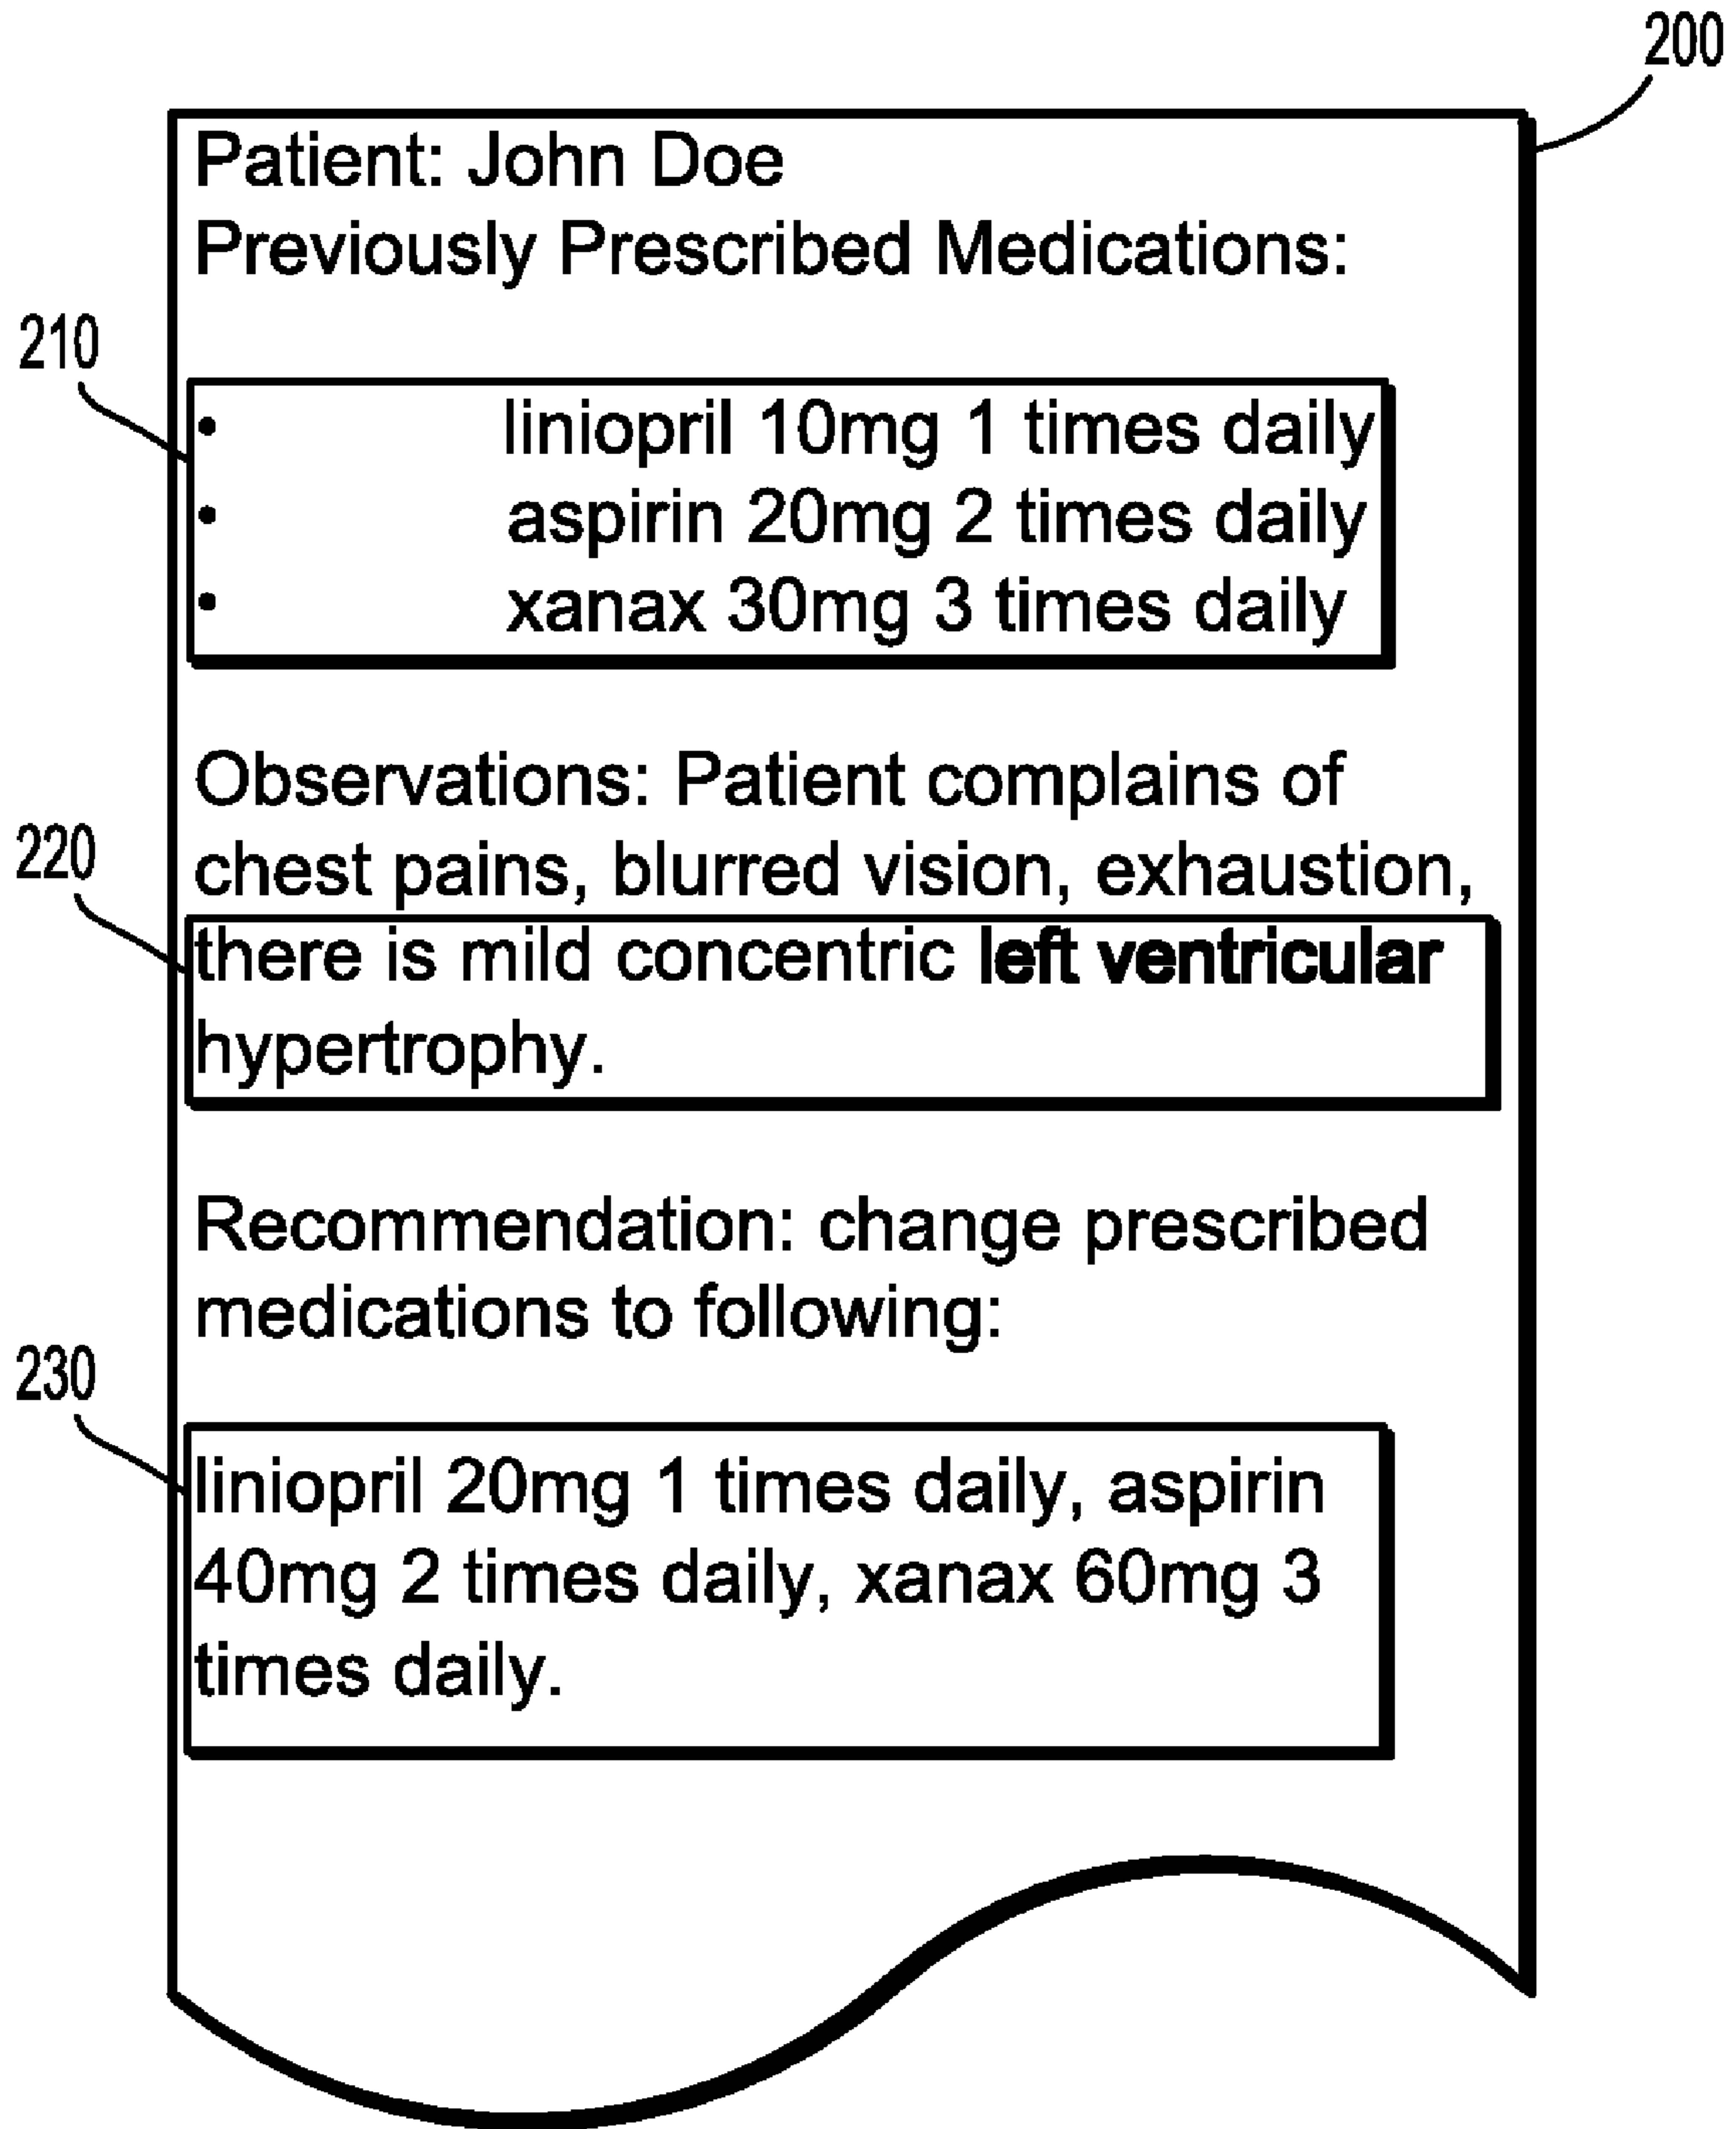 200
Patient: John Doe
Previously Prescribed Medications:
210
• liniopril 10mg 1 times daily
• aspirin 20mg 2 times daily
• xanax 30mg 3 times daily
Observations: Patient complains of
220
chest pains, blurred vision, exhaustion,
there is mild concentric left ventricular
hypertrophy.
Recommendation: change prescribed
medications to following:
230
liniopril 20mg 1 times daily, aspirin
40mg 2 times daily, xanax 60mg 3
times daily.